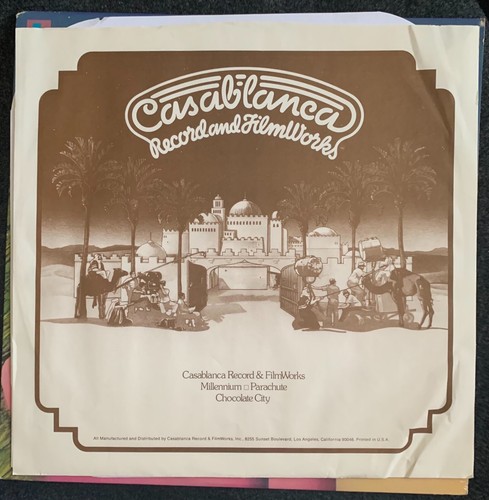 Casablanca
Record and FilmWorks
Casablanca Record & FilmWorks
Millennium □ Parachute
Chocolate City
All Manufactured and Distributed by Casablanca Record & FilmWorks, Inc., 8255 Sunset Boulevard, Los Angeles, California 90046 Printed in U.S.A.